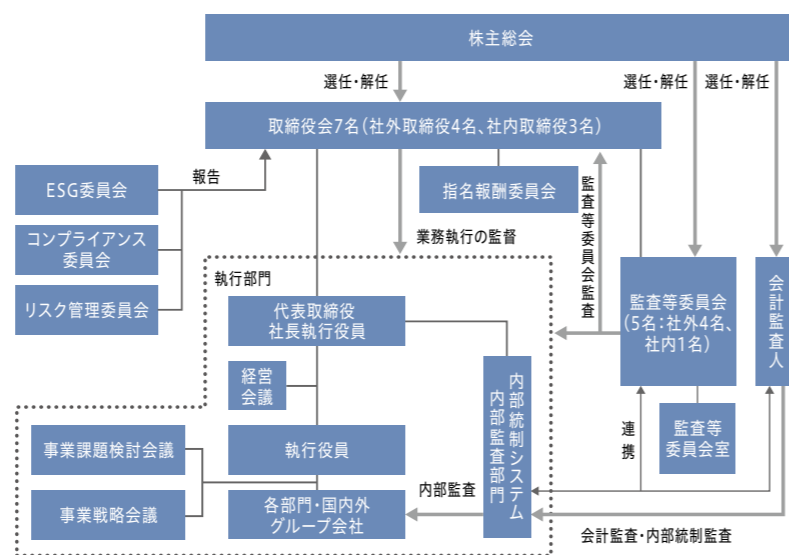 株主総会
選任・解任
選任・解任
選任・解任
取締役会7名(社外取締役4名、社内取締役3名)
ESG委員会
報告
指名報酬委員会
監査等委員会監査
コンプライアンス
委員会
業務執行の監督
リスク管理委員会
執行部門
代表取締役
社長執行役員
監査等委員会
(5名:社外4名、
社内1名)
会計監査人
経営
会議
内部統制システム
内部監査部門
事業課題検討会議
執行役員
連携
監査等
委員会室
事業戦略会議
各部門・国内外
グループ会社
内部監査
会計監査・内部統制監査